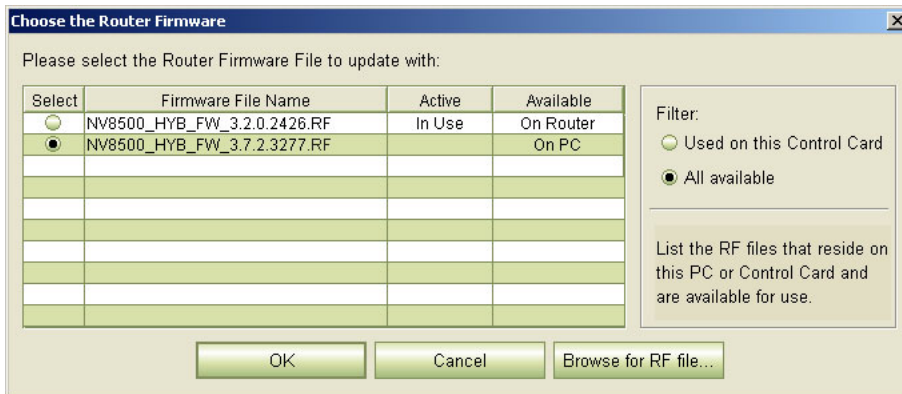 Choose the Router Firmware
Please select the Router Firmware File to update with:
Select Firmware File Name Active Available
NV8500_HYB_FW_3.2.0.2426.RF In Use On Router
NV8500_HYB_FW_3.7.2.3277.RF On PC
Filter:
Used on this Control Card
All available
List the RF files that reside on
this PC or Control Card and
are available for use.
OK Cancel Browse for RF file...